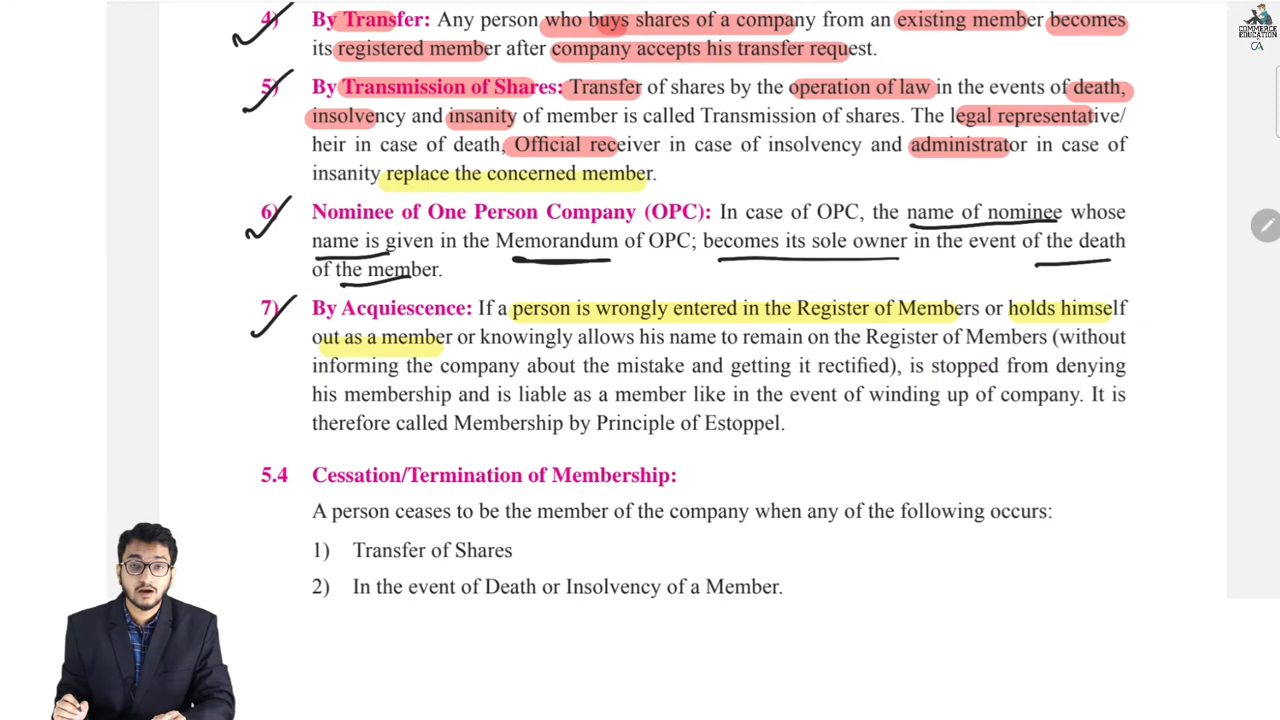 4) By Transfer: Any person who buys shares of a company from an existing member becomes
its registered member after company accepts his transfer request.
5) By Transmission of Shares: Transfer of shares by the operation of law in the events of death,
insolvency and insanity of member is called Transmission of shares. The legal representative/
heir in case of death, Official receiver in case of insolvency and administrator in case of
insanity replace the concerned member.
6) Nominee of One Person Company (OPC): In case of OPC, the name of nominee whose
name is given in the Memorandum of OPC; becomes its sole owner in the event of the death
of the member.
7) By Acquiescence: If a person is wrongly entered in the Register of Members or holds himself
out as a member or knowingly allows his name to remain on the Register of Members (without
informing the company about the mistake and getting it rectified), is stopped from denying
his membership and is liable as a member like in the event of winding up of company. It is
therefore called Membership by Principle of Estoppel.
5.4 Cessation/Termination of Membership:
A person ceases to be the member of the company when any of the following occurs:
1) Transfer of Shares
2) In the event of Death or Insolvency of a Member.
COMMERCE
EDUCATION
CA